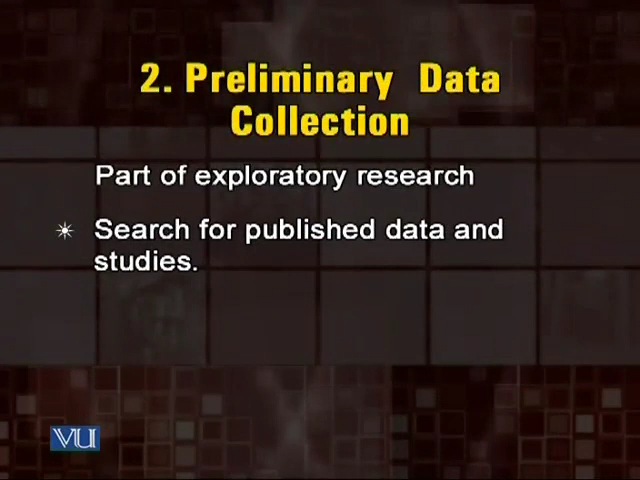 2. Preliminary Data
Collection
Part of exploratory research
Search for published data and
studies.
VU